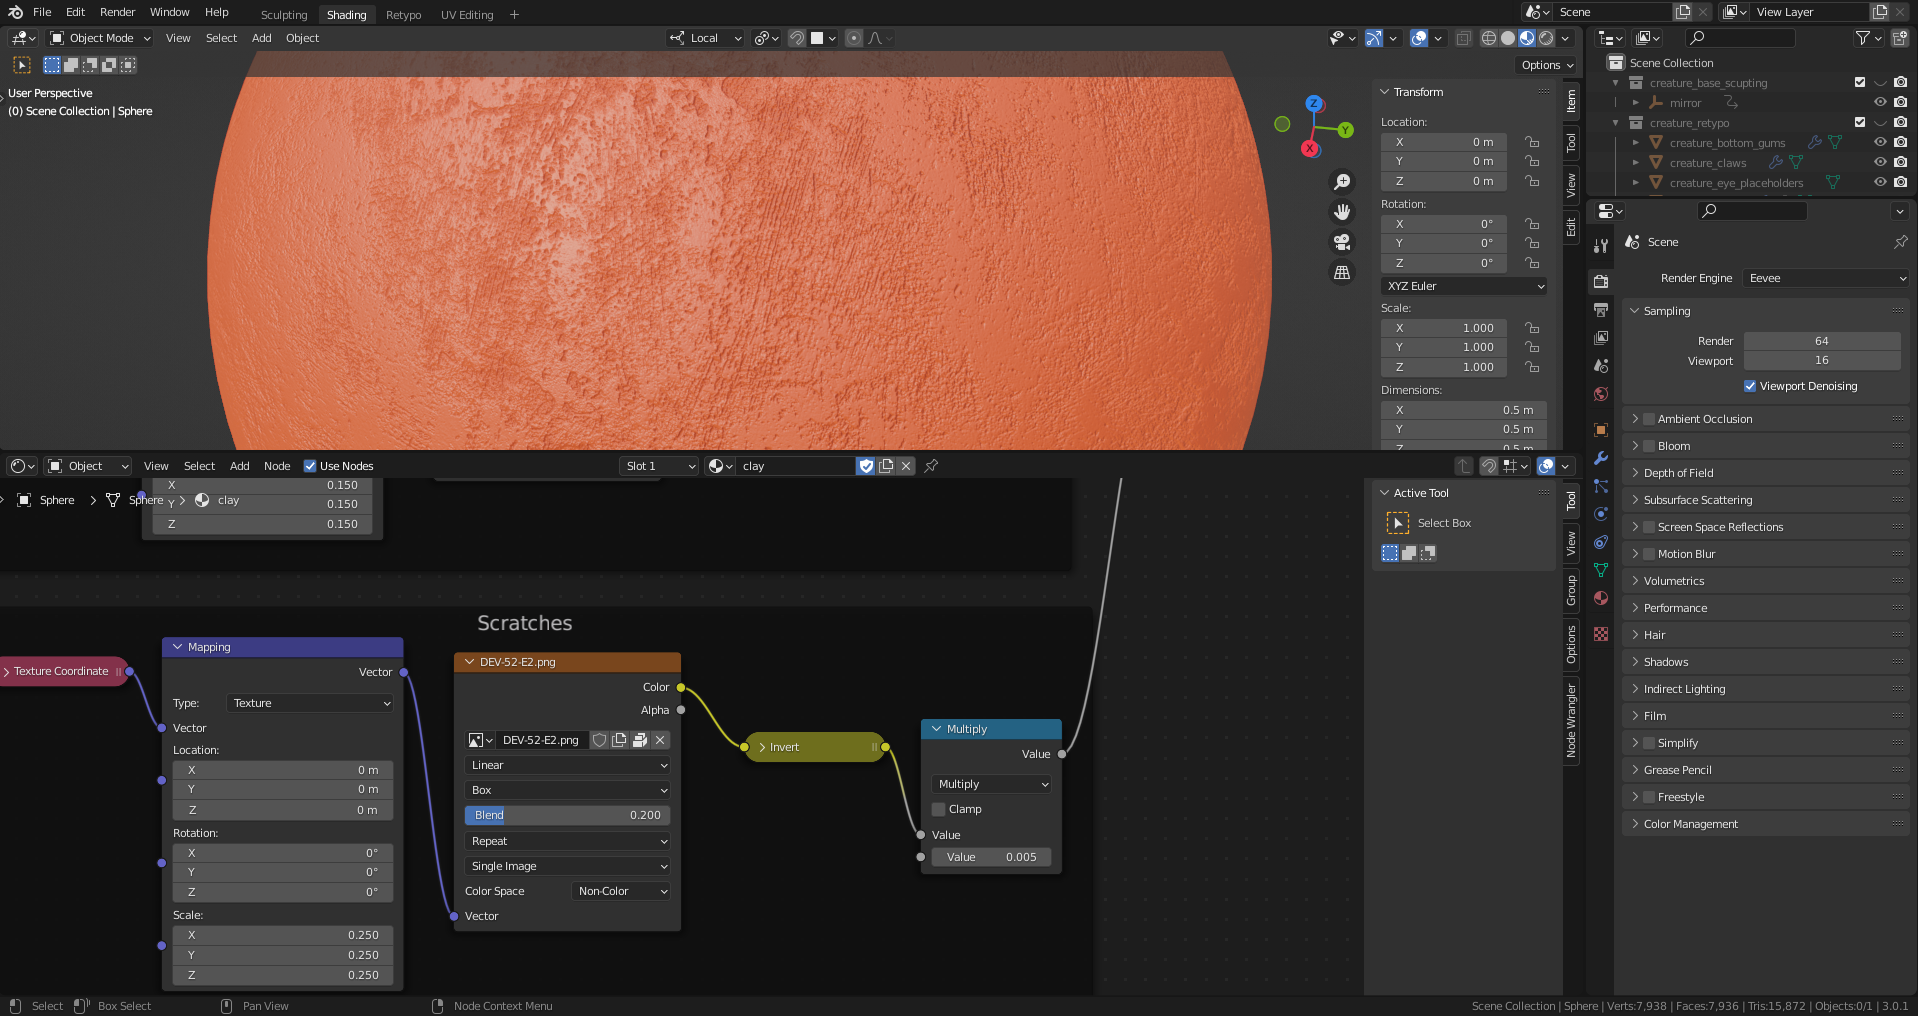 File Edit Render Window Help Sculpting Shading Retypo UV Editing + Scene View Layer
Object Mode View Select Add Object Local
Options
User Perspective
(0) Scene Collection | Sphere
Z
Y
X
Transform
Location:
X 0 m
Y 0 m
Z 0 m
Rotation:
X 0°
Y 0°
Z 0°
XYZ Euler
Scale:
X 1.000
Y 1.000
Z 1.000
Dimensions:
X 0.5 m
Y 0.5 m
Z 0.5 m
Item
Tool
View
Edit
Scene Collection
creature_base_scupting
mirror
creature_retypo
creature_bottom_gums
creature_claws
creature_eye_placeholders
Scene
Render Engine Eevee
Sampling
Render 64
Viewport 16
Viewport Denoising
Ambient Occlusion
Bloom
Depth of Field
Subsurface Scattering
Screen Space Reflections
Motion Blur
Volumetrics
Performance
Hair
Shadows
Indirect Lighting
Film
Simplify
Grease Pencil
Freestyle
Color Management
Object View Select Add Node Use Nodes Slot 1 clay
Sphere > Sphere > clay
X 0.150
Y 0.150
Z 0.150
Active Tool
Select Box
Tool
View
Group
Options
Node Wrangler
Scratches
Texture Coordinate
Mapping
Vector
Type: Texture
Vector
Location:
X 0 m
Y 0 m
Z 0 m
Rotation:
X 0°
Y 0°
Z 0°
Scale:
X 0.250
Y 0.250
Z 0.250
DEV-52-E2.png
Color
Alpha
DEV-52-E2.png
Linear
Box
Blend 0.200
Repeat
Single Image
Color Space Non-Color
Vector
Invert
Multiply
Value
Multiply
Clamp
Value
Value 0.005
Select Box Select Pan View Node Context Menu Scene Collection | Sphere | Verts:7,938 | Faces:7,936 | Tris:15,872 | Objects:0/1 | 3.0.1